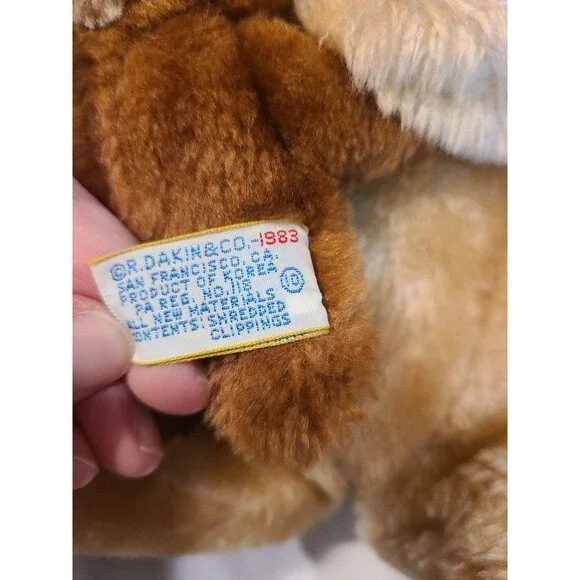 ©R. DAKIN & CO.-1983
SAN FRANCISCO, CA.
PRODUCT OF KOREA
PA REG. NO. 118 10
ALL NEW MATERIALS
CONTENTS: SHREDDED
CLIPPINGS